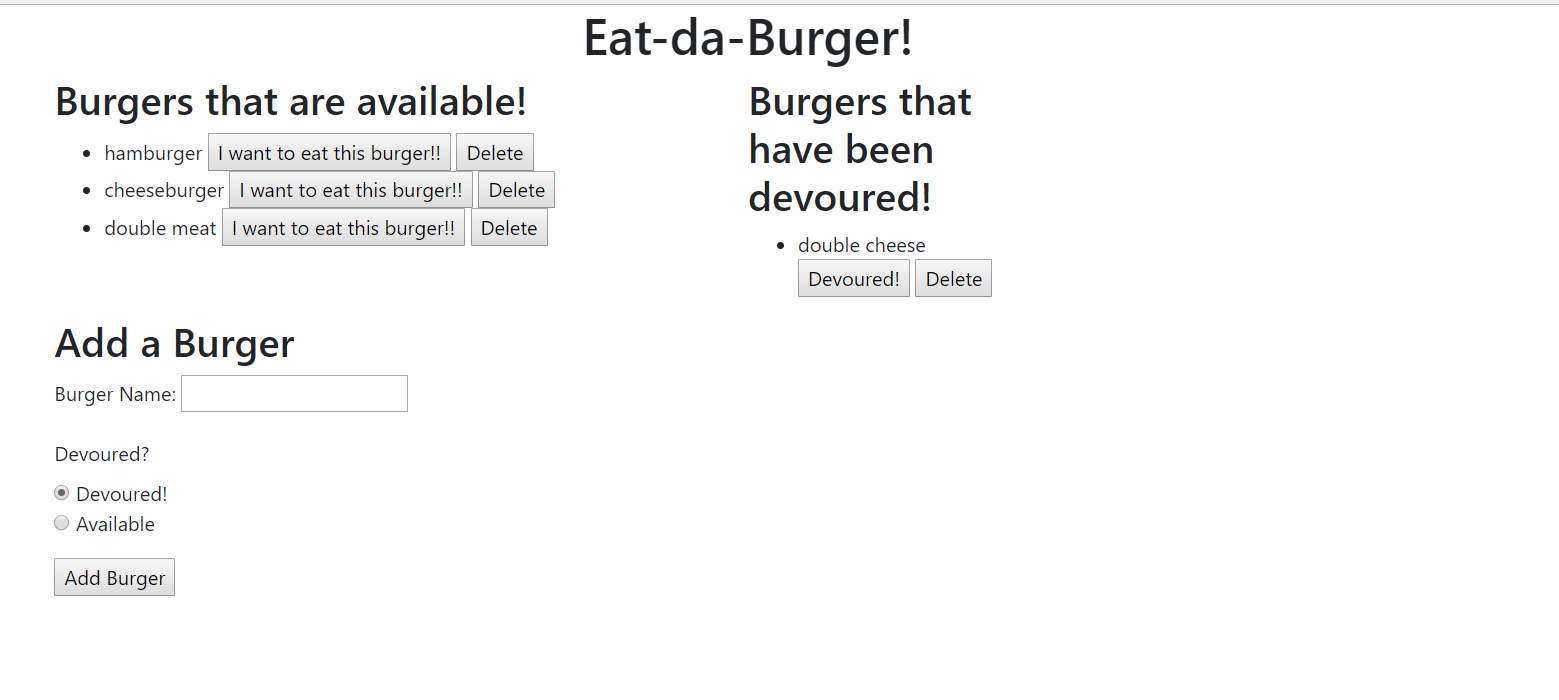 Eat-da-Burger!
Burgers that are available!
hamburger I want to eat this burger!! Delete
cheeseburger I want to eat this burger!! Delete
double meat I want to eat this burger!! Delete
Burgers that
have been
devoured!
double cheese
Devoured! Delete
Add a Burger
Burger Name:
Devoured?
Devoured!
Available
Add Burger